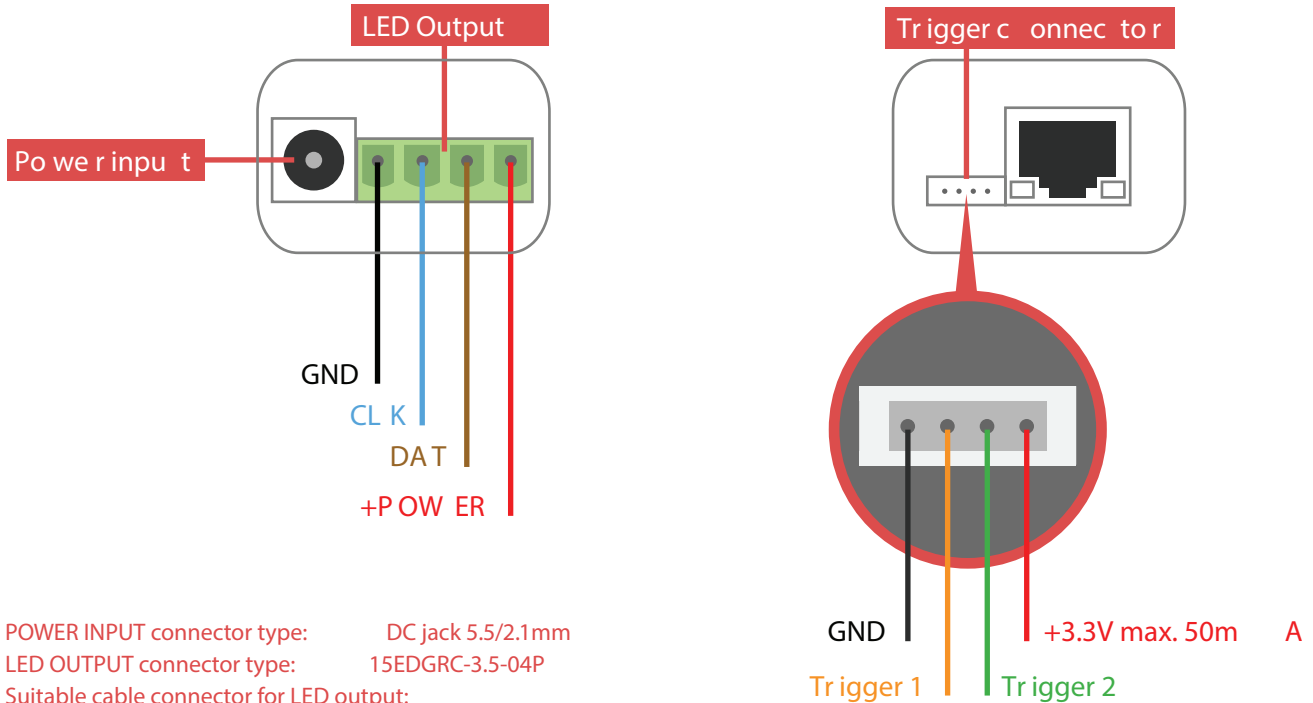 LED Output
Power input
GND
CLK
DAT
+POWER
POWER INPUT connector type: DC jack 5.5/2.1mm
LED OUTPUT connector type: 15EDGRC-3.5-04P
Suitable cable connector for LED output:
Trigger connector
GND
+3.3V max. 50mA
Trigger 1
Trigger 2